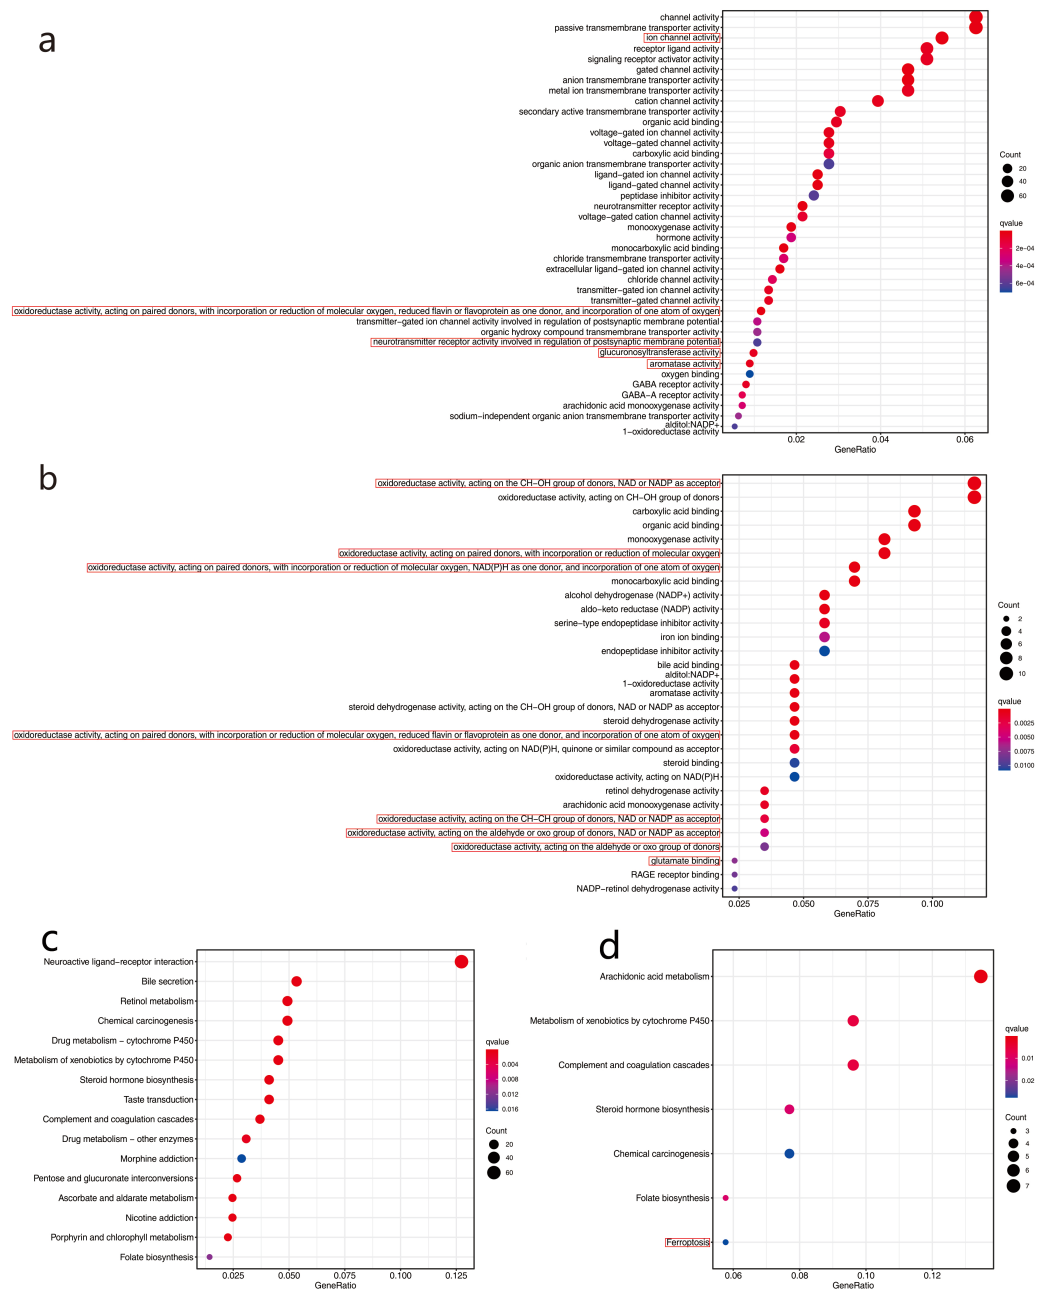 a
channel activity
passive transmembrane transporter activity
ion channel activity
receptor ligand activity
signaling receptor activator activity
gated channel activity
anion transmembrane transporter activity
metal ion transmembrane transporter activity
cation channel activity
secondary active transmembrane transporter activity
organic acid binding
voltage−gated ion channel activity
voltage−gated channel activity
carboxylic acid binding
organic anion transmembrane transporter activity
ligand−gated ion channel activity
ligand−gated channel activity
peptidase inhibitor activity
neurotransmitter receptor activity
voltage−gated cation channel activity
monooxygenase activity
hormone activity
monocarboxylic acid binding
chloride transmembrane transporter activity
extracellular ligand−gated ion channel activity
chloride channel activity
transmitter−gated ion channel activity
transmitter−gated channel activity
oxidoreductase activity, acting on paired donors, with incorporation or reduction of molecular oxygen, reduced flavin or flavoprotein as one donor, and incorporation of one atom of oxygen
transmitter−gated ion channel activity involved in regulation of postsynaptic membrane potential
organic hydroxy compound transmembrane transporter activity
neurotransmitter receptor activity involved in regulation of postsynaptic membrane potential
glucuronosyltransferase activity
aromatase activity
oxygen binding
GABA receptor activity
GABA−A receptor activity
arachidonic acid monooxygenase activity
sodium−independent organic anion transmembrane transporter activity
alditol:NADP+
1−oxidoreductase activity
0.02 0.04 0.06
GeneRatio
Count
20
40
60
qvalue
2e−04
4e−04
6e−04
b
oxidoreductase activity, acting on the CH−OH group of donors, NAD or NADP as acceptor
oxidoreductase activity, acting on CH−OH group of donors
carboxylic acid binding
organic acid binding
monooxygenase activity
oxidoreductase activity, acting on paired donors, with incorporation or reduction of molecular oxygen
oxidoreductase activity, acting on paired donors, with incorporation or reduction of molecular oxygen, NAD(P)H as one donor, and incorporation of one atom of oxygen
monocarboxylic acid binding
alcohol dehydrogenase (NADP+) activity
aldo−keto reductase (NADP) activity
serine−type endopeptidase inhibitor activity
iron ion binding
endopeptidase inhibitor activity
bile acid binding
alditol:NADP+
1−oxidoreductase activity
aromatase activity
steroid dehydrogenase activity, acting on the CH−OH group of donors, NAD or NADP as acceptor
steroid dehydrogenase activity
oxidoreductase activity, acting on paired donors, with incorporation or reduction of molecular oxygen, reduced flavin or flavoprotein as one donor, and incorporation of one atom of oxygen
oxidoreductase activity, acting on NAD(P)H, quinone or similar compound as acceptor
steroid binding
oxidoreductase activity, acting on NAD(P)H
retinol dehydrogenase activity
arachidonic acid monooxygenase activity
oxidoreductase activity, acting on the CH−CH group of donors, NAD or NADP as acceptor
oxidoreductase activity, acting on the aldehyde or oxo group of donors, NAD or NADP as acceptor
oxidoreductase activity, acting on the aldehyde or oxo group of donors
glutamate binding
RAGE receptor binding
NADP−retinol dehydrogenase activity
0.025 0.050 0.075 0.100
GeneRatio
Count
2
4
6
8
10
qvalue
0.0025
0.0050
0.0075
0.0100
c
Neuroactive ligand−receptor interaction
Bile secretion
Retinol metabolism
Chemical carcinogenesis
Drug metabolism − cytochrome P450
Metabolism of xenobiotics by cytochrome P450
Steroid hormone biosynthesis
Taste transduction
Complement and coagulation cascades
Drug metabolism − other enzymes
Morphine addiction
Pentose and glucuronate interconversions
Ascorbate and aldarate metabolism
Nicotine addiction
Porphyrin and chlorophyll metabolism
Folate biosynthesis
0.025 0.050 0.075 0.100 0.125
GeneRatio
qvalue
0.004
0.008
0.012
0.016
Count
20
40
60
d
Arachidonic acid metabolism
Metabolism of xenobiotics by cytochrome P450
Complement and coagulation cascades
Steroid hormone biosynthesis
Chemical carcinogenesis
Folate biosynthesis
Ferroptosis
0.06 0.08 0.10 0.12
GeneRatio
qvalue
0.01
0.02
Count
3
4
5
6
7